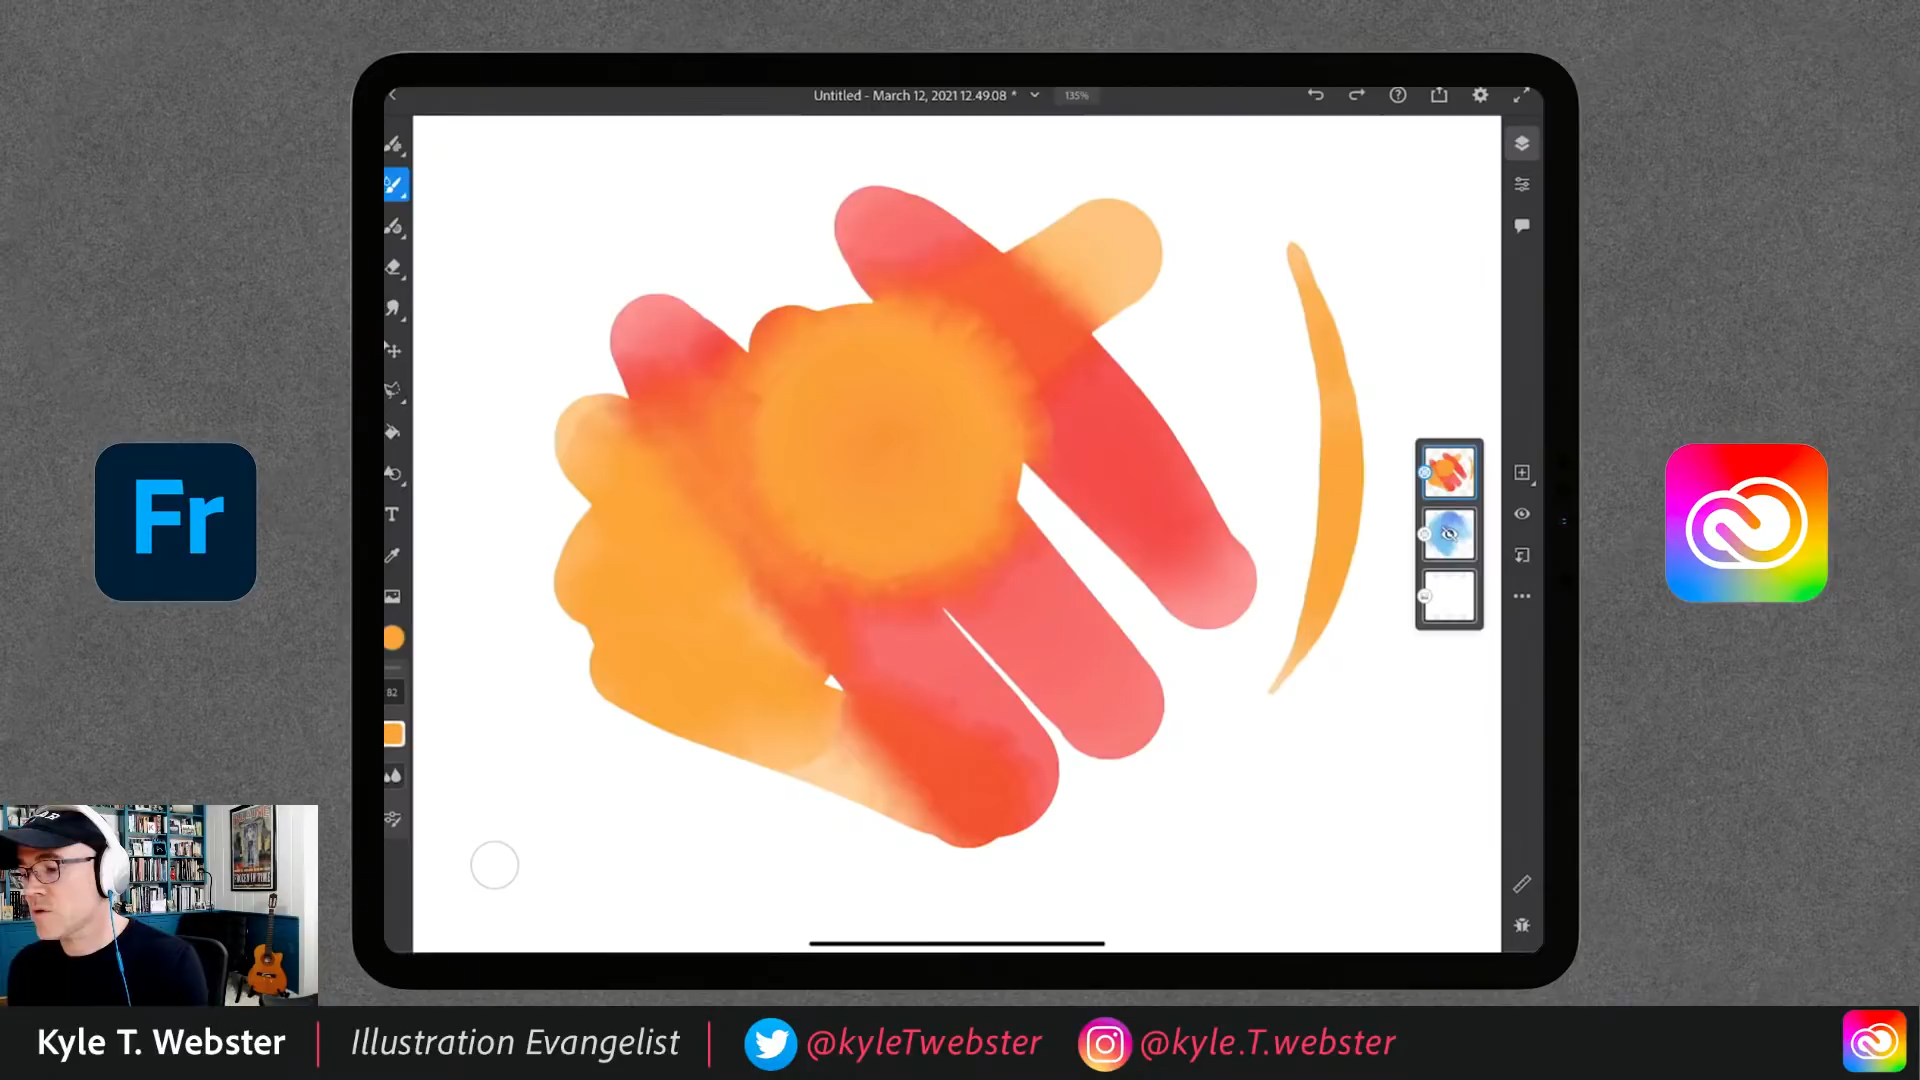 Untitled - March 12, 2021 12.49.08 *
135%
T
82
Fr
Kyle T. Webster
Illustration Evangelist
@kyleTwebster
@kyle.T.webster